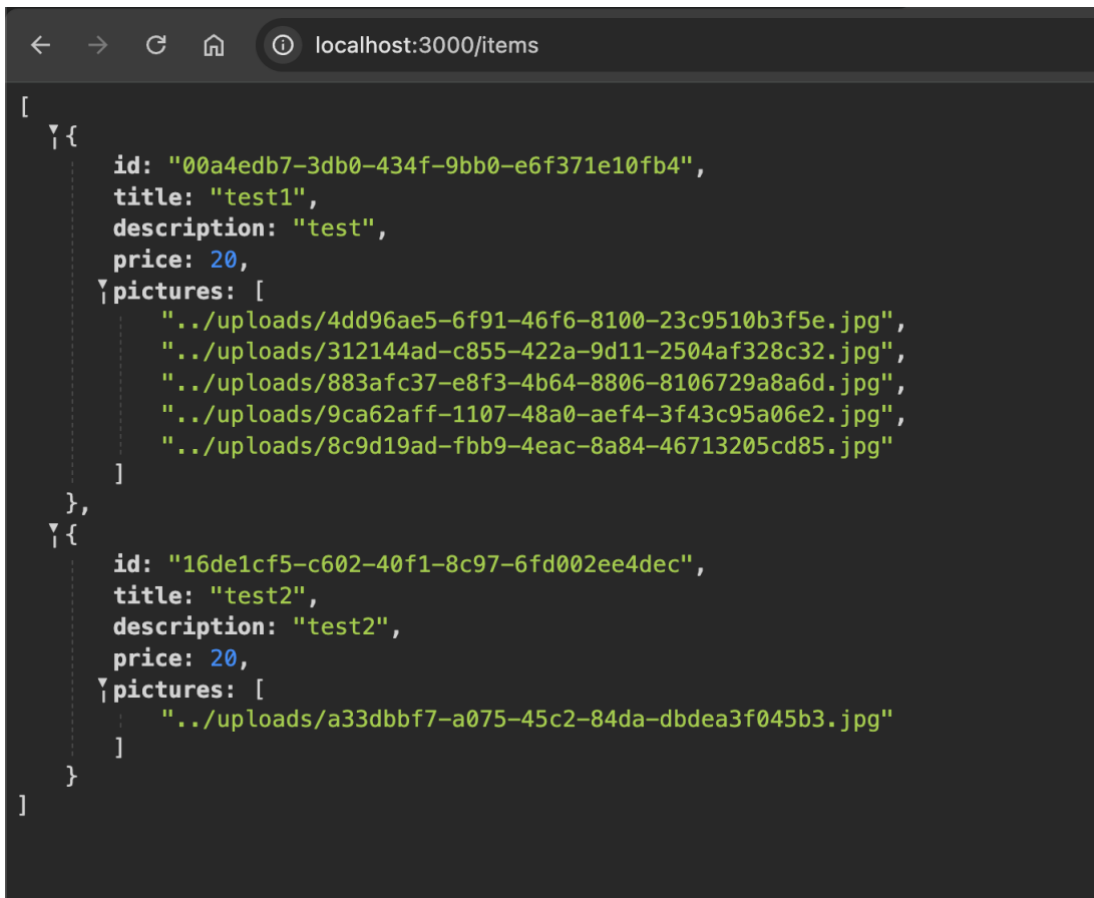 localhost:3000/items
[
{
id: "00a4edb7-3db0-434f-9bb0-e6f371e10fb4",
title: "test1",
description: "test",
price: 20,
pictures: [
"../uploads/4dd96ae5-6f91-46f6-8100-23c9510b3f5e.jpg",
"../uploads/312144ad-c855-422a-9d11-2504af328c32.jpg",
"../uploads/883afc37-e8f3-4b64-8806-8106729a8a6d.jpg",
"../uploads/9ca62aff-1107-48a0-aef4-3f43c95a06e2.jpg",
"../uploads/8c9d19ad-fbb9-4eac-8a84-46713205cd85.jpg"
]
},
{
id: "16de1cf5-c602-40f1-8c97-6fd002ee4dec",
title: "test2",
description: "test2",
price: 20,
pictures: [
"../uploads/a33dbbf7-a075-45c2-84da-dbdea3f045b3.jpg"
]
}
]